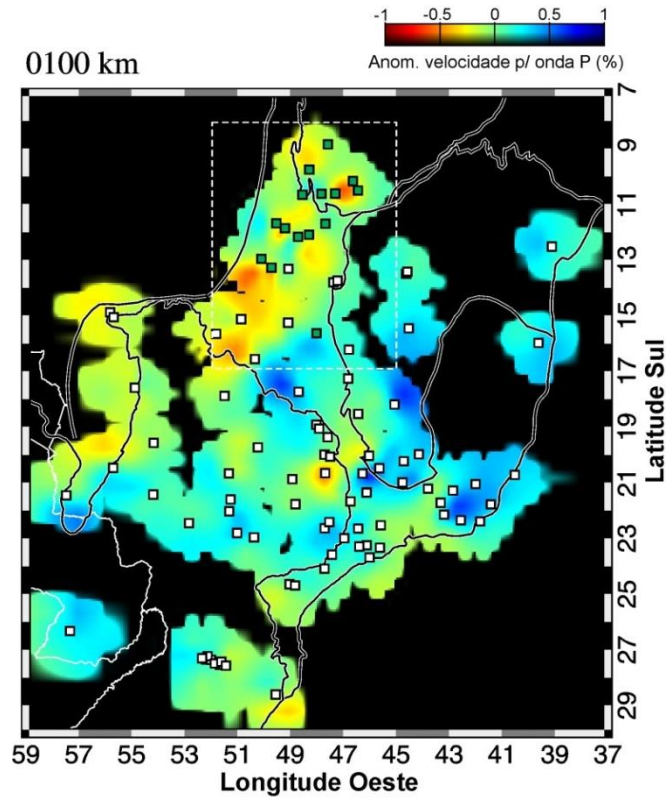 -1 -0.5 0 0.5 1
Anom. velocidade p/ onda P (%)
0100 km
7
9
11
13
15
17
19
21
23
25
27
29
Latitude Sul
59 57 55 53 51 49 47 45 43 41 39 37
Longitude Oeste